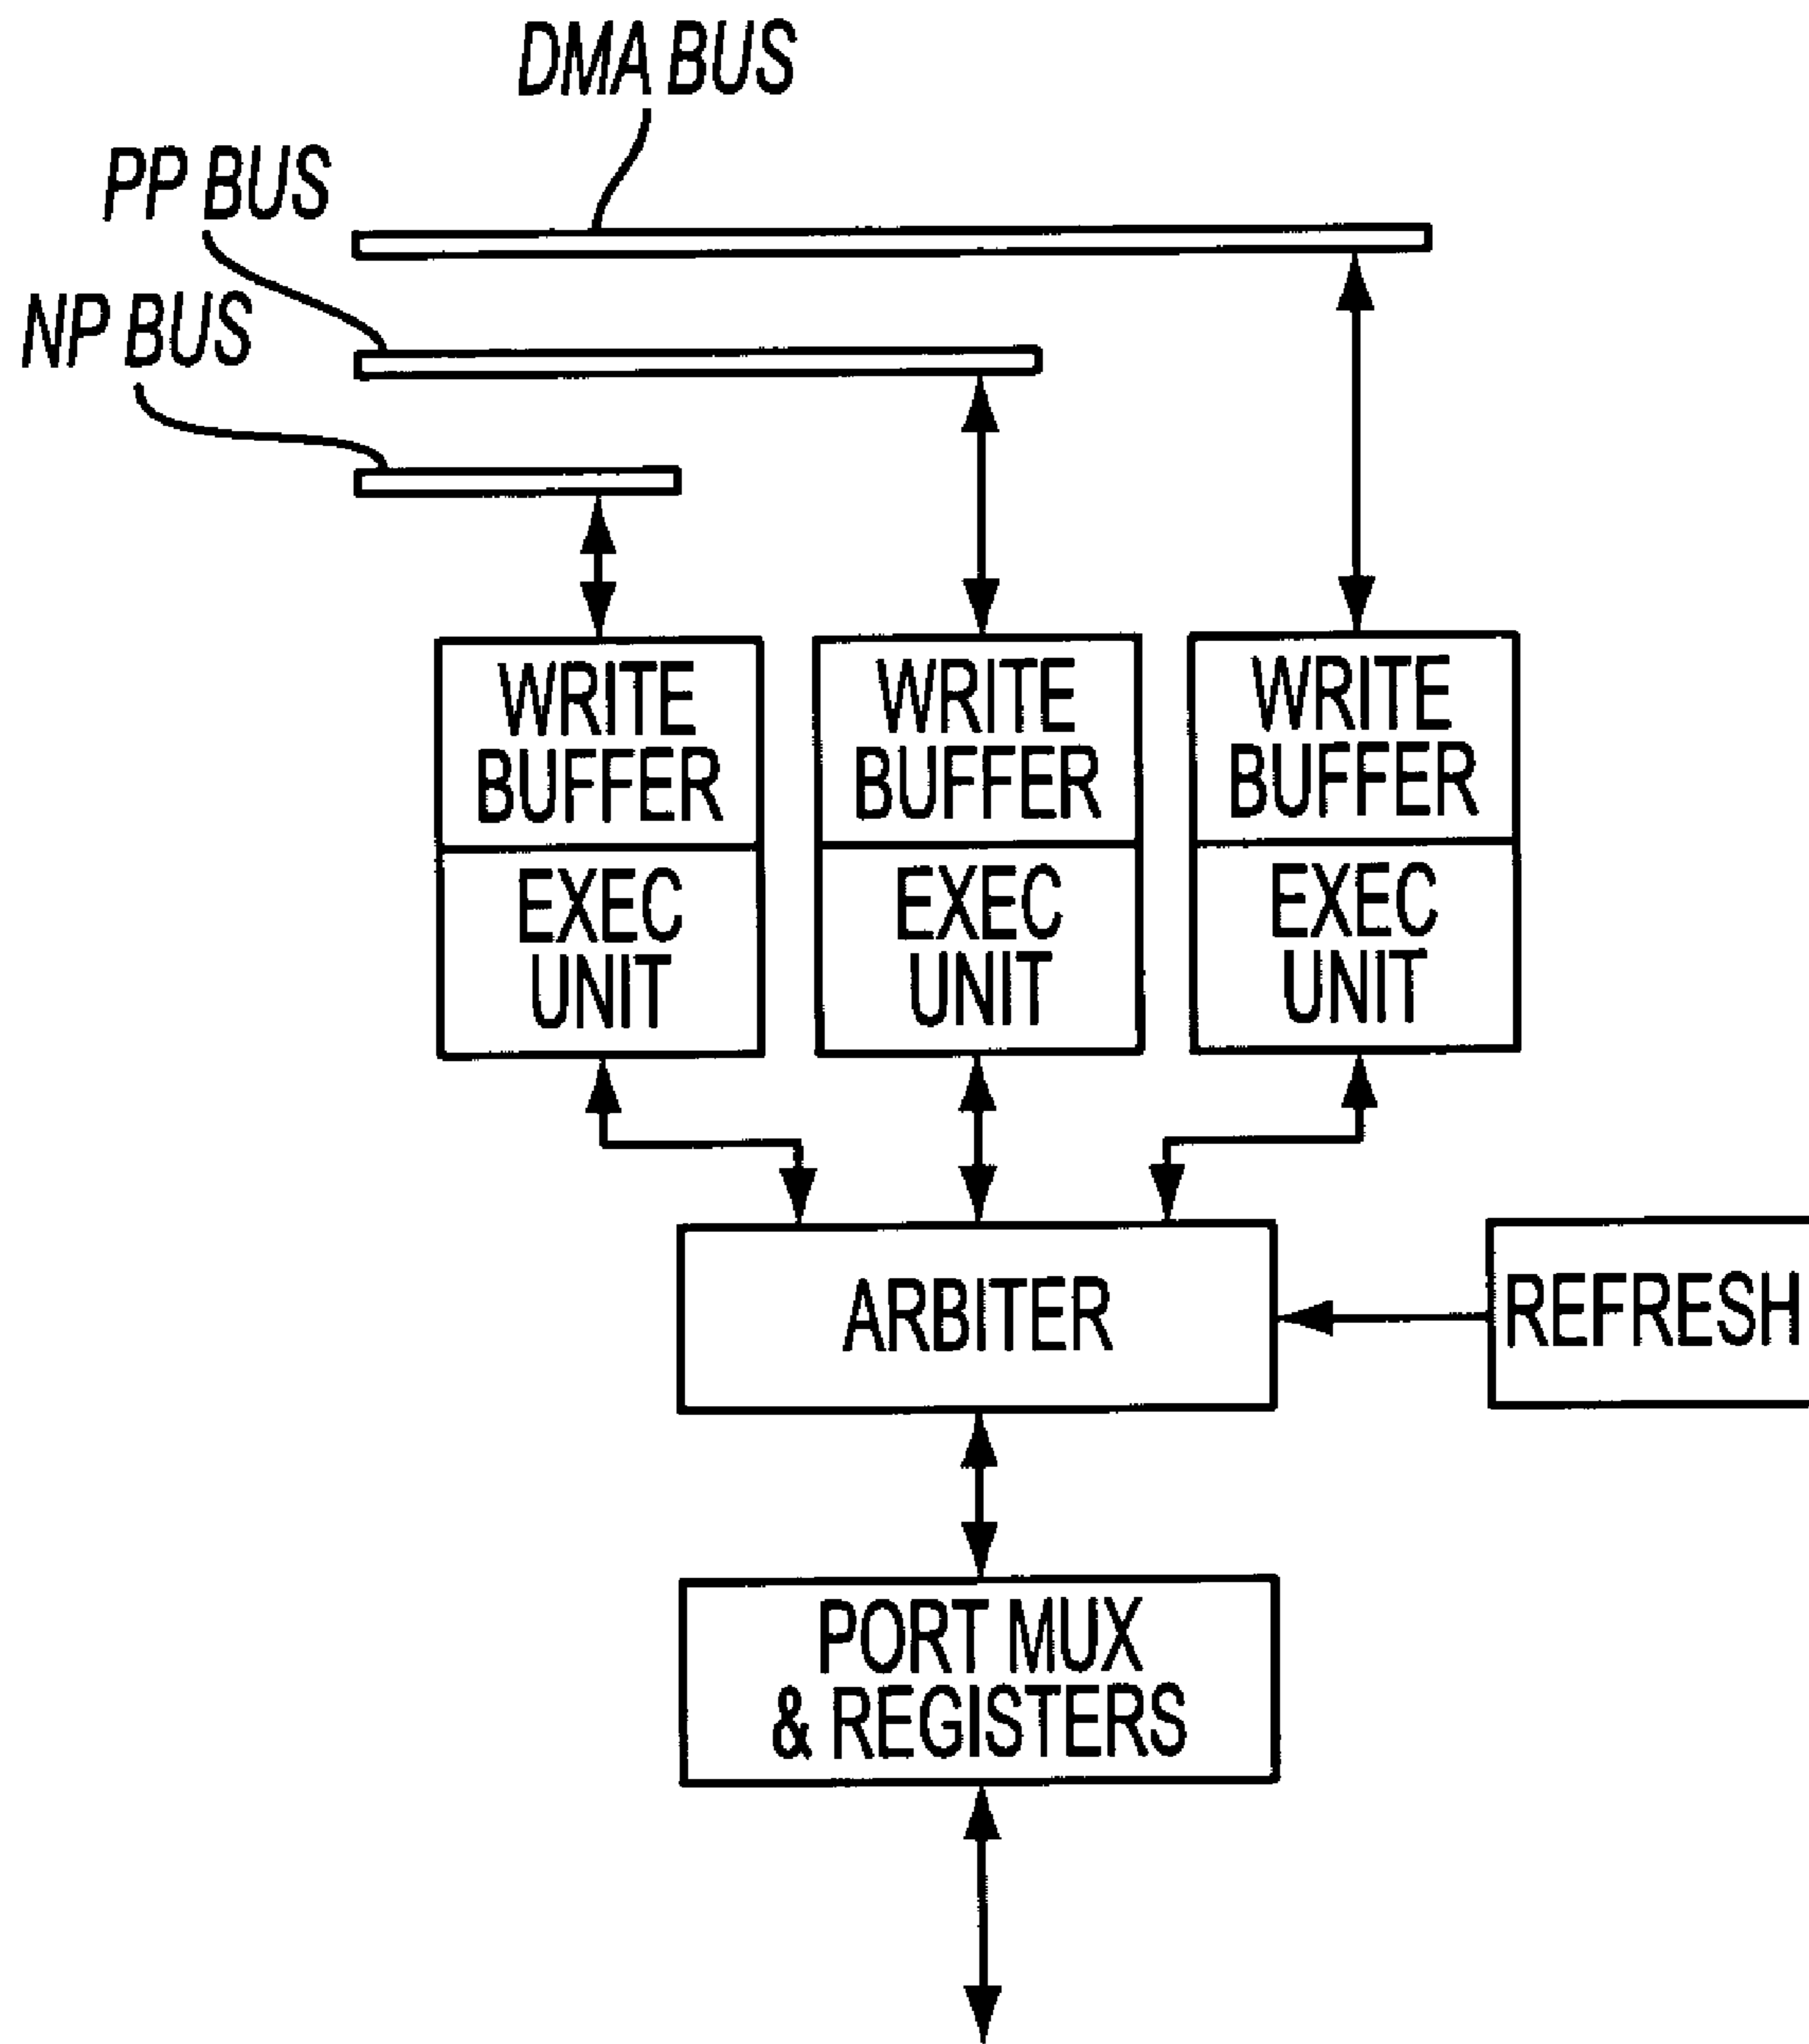 DMA BUS
PP BUS
NP BUS
WRITE
BUFFER
EXEC
UNIT
WRITE
BUFFER
EXEC
UNIT
WRITE
BUFFER
EXEC
UNIT
ARBITER
REFRESH
PORT MUX
& REGISTERS